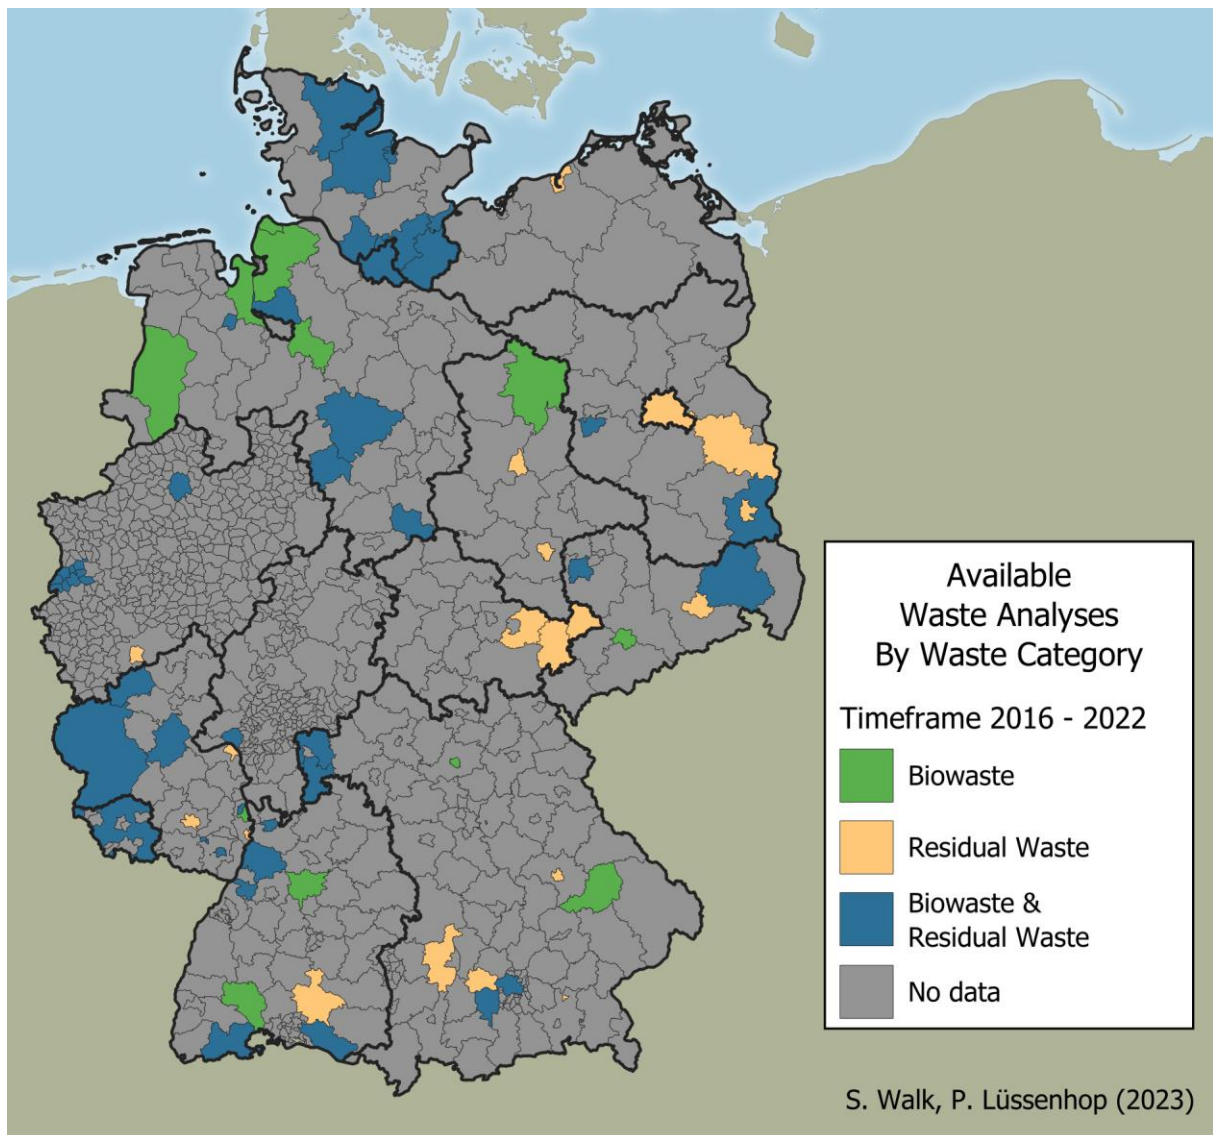 Available
Waste Analyses
By Waste Category
Timeframe 2016 - 2022
Biowaste
Residual Waste
Biowaste &
Residual Waste
No data
S. Walk, P. Lüssenhop (2023)